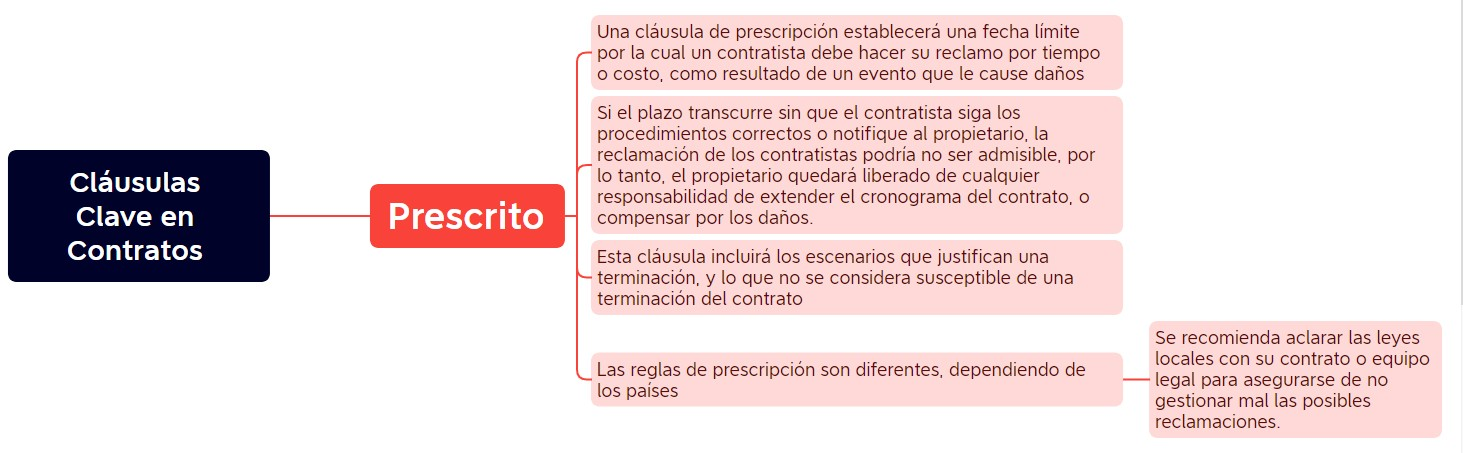 Cláusulas
Clave en
Contratos
Prescrito
Una cláusula de prescripción establecerá una fecha límite
por la cual un contratista debe hacer su reclamo por tiempo
o costo, como resultado de un evento que le cause daños
Si el plazo transcurre sin que el contratista siga los
procedimientos correctos o notifique al propietario, la
reclamación de los contratistas podría no ser admisible, por
lo tanto, el propietario quedará liberado de cualquier
responsabilidad de extender el cronograma del contrato, o
compensar por los daños.
Esta cláusula incluirá los escenarios que justifican una
terminación, y lo que no se considera susceptible de una
terminación del contrato
Las reglas de prescripción son diferentes, dependiendo de
los países
Se recomienda aclarar las leyes
locales con su contrato o equipo
legal para asegurarse de no
gestionar mal las posibles
reclamaciones.